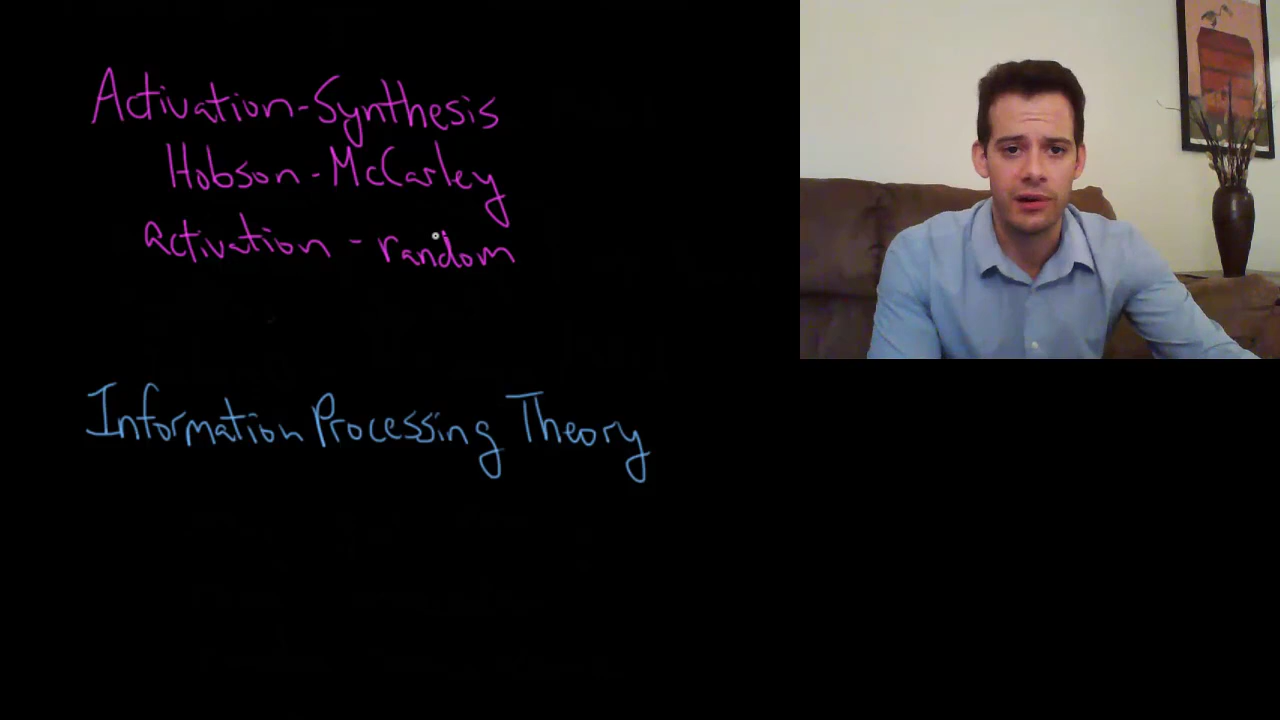 Activation-Synthesis
Hobson-McCarley
activation - random
Information Processing Theory